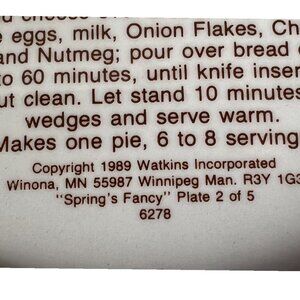 e eggs, milk, Onion Flakes, Ch
and Nutmeg; pour over bread
to 60 minutes, until knife inser
ut clean. Let stand 10 minutes
wedges and serve warm.
Makes one pie, 6 to 8 serving
Copyright 1989 Watkins Incorporated
Winona, MN 55987 Winnipeg Man. R3Y 1G3
"Spring's Fancy" Plate 2 of 5
6278